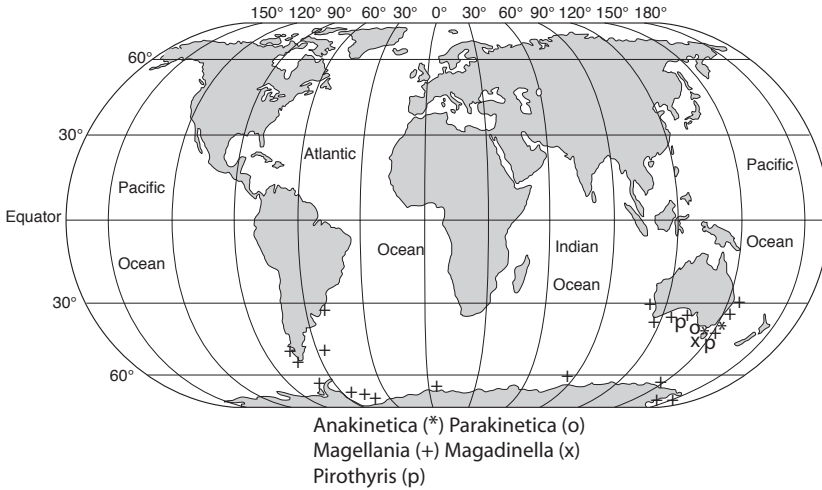 150° 120° 90° 60° 30° 0° 30° 60° 90° 120° 150° 180°
60°
30°
Atlantic
Pacific
Pacific
Equator
Ocean
Indian
Ocean
Ocean
Ocean
30°
p o *
x p
60°
Anakinetica (*) Parakinetica (o)
Magellania (+) Magadinella (x)
Pirothyris (p)